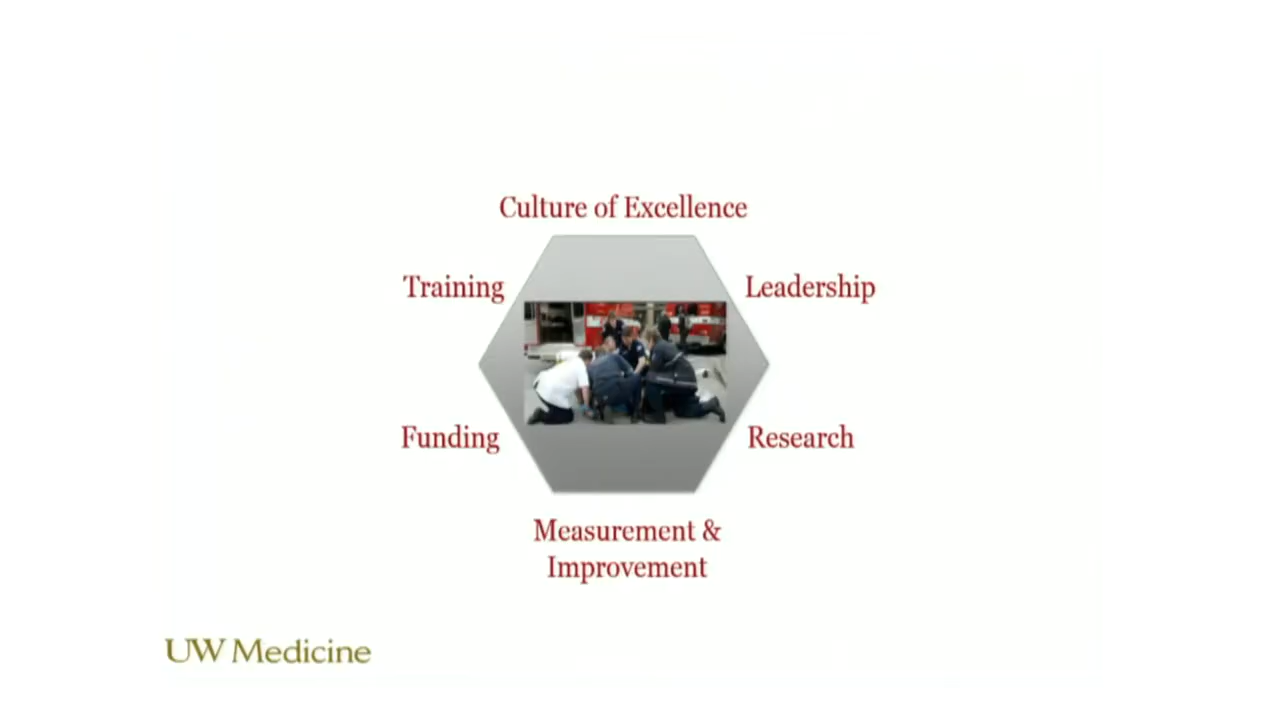 Culture of Excellence
Training
Leadership
Funding
Research
Measurement &
Improvement
UW Medicine